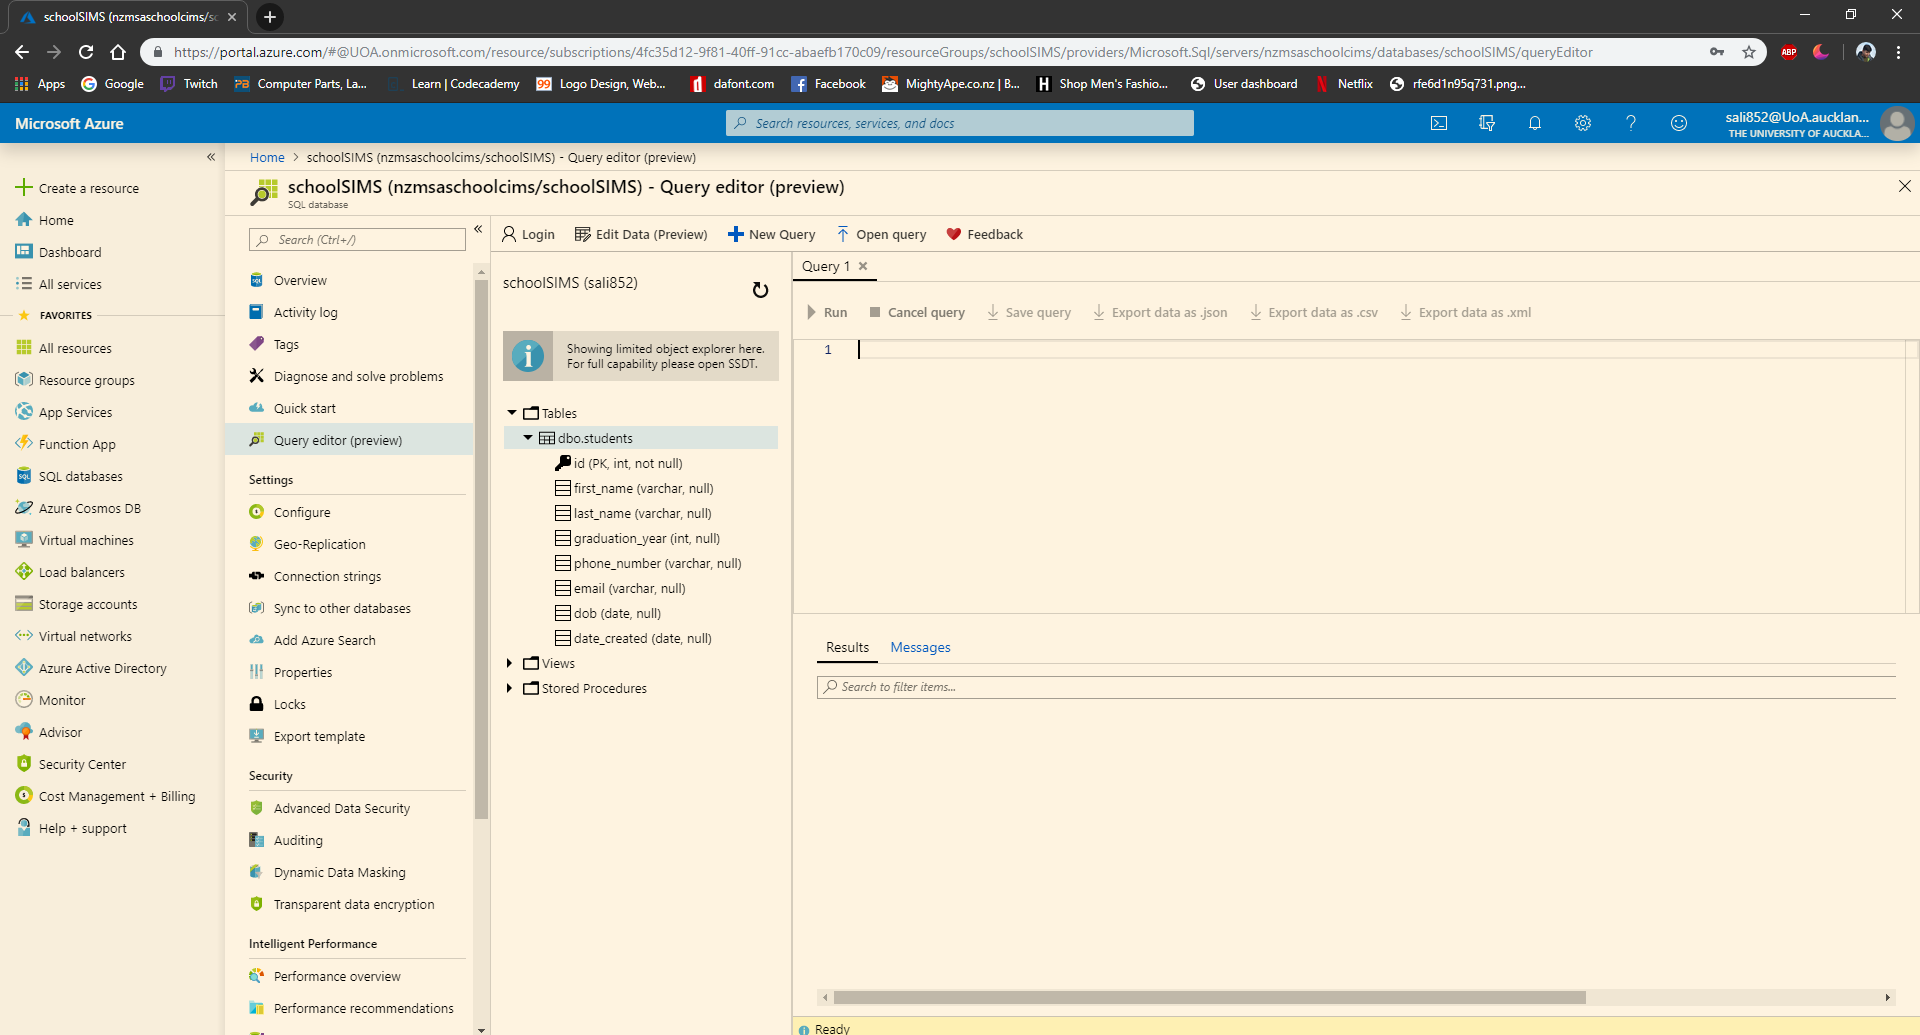 schoolSIMS (nzmsaschoolcims/sc
https://portal.azure.com/#@UOA.onmicrosoft.com/resource/subscriptions/4fc35d12-9f81-40ff-91cc-abaefb170c09/resourceGroups/schoolSIMS/providers/Microsoft.Sql/servers/nzmsaschoolcims/databases/schoolSIMS/queryEditor
ABP
Apps Google Twitch PB Computer Parts, La... Learn | Codecademy 99 Logo Design, Web... dafont.com Facebook MightyApe.co.nz | B... H Shop Men's Fashio... User dashboard Netflix rfe6d1n95q731.png...
Microsoft Azure
Search resources, services, and docs
sali852@UoA.aucklan...
THE UNIVERSITY OF AUCKLA...
Create a resource
Home
Dashboard
All services
FAVORITES
All resources
Resource groups
App Services
Function App
SQL databases
Azure Cosmos DB
Virtual machines
Load balancers
Storage accounts
Virtual networks
Azure Active Directory
Monitor
Advisor
Security Center
Cost Management + Billing
Help + support
Home > schoolSIMS (nzmsaschoolcims/schoolSIMS) - Query editor (preview)
schoolSIMS (nzmsaschoolcims/schoolSIMS) - Query editor (preview)
SQL database
Search (Ctrl+/)
Overview
Activity log
Tags
Diagnose and solve problems
Quick start
Query editor (preview)
Settings
Configure
Geo-Replication
Connection strings
Sync to other databases
Add Azure Search
Properties
Locks
Export template
Security
Advanced Data Security
Auditing
Dynamic Data Masking
Transparent data encryption
Intelligent Performance
Performance overview
Performance recommendations
Login Edit Data (Preview) New Query Open query Feedback
schoolSIMS (sali852)
Showing limited object explorer here.
For full capability please open SSDT.
Tables
dbo.students
id (PK, int, not null)
first_name (varchar, null)
last_name (varchar, null)
graduation_year (int, null)
phone_number (varchar, null)
email (varchar, null)
dob (date, null)
date_created (date, null)
Views
Stored Procedures
Query 1
Run Cancel query Save query Export data as .json Export data as .csv Export data as .xml
1
Results Messages
Search to filter items...
Ready